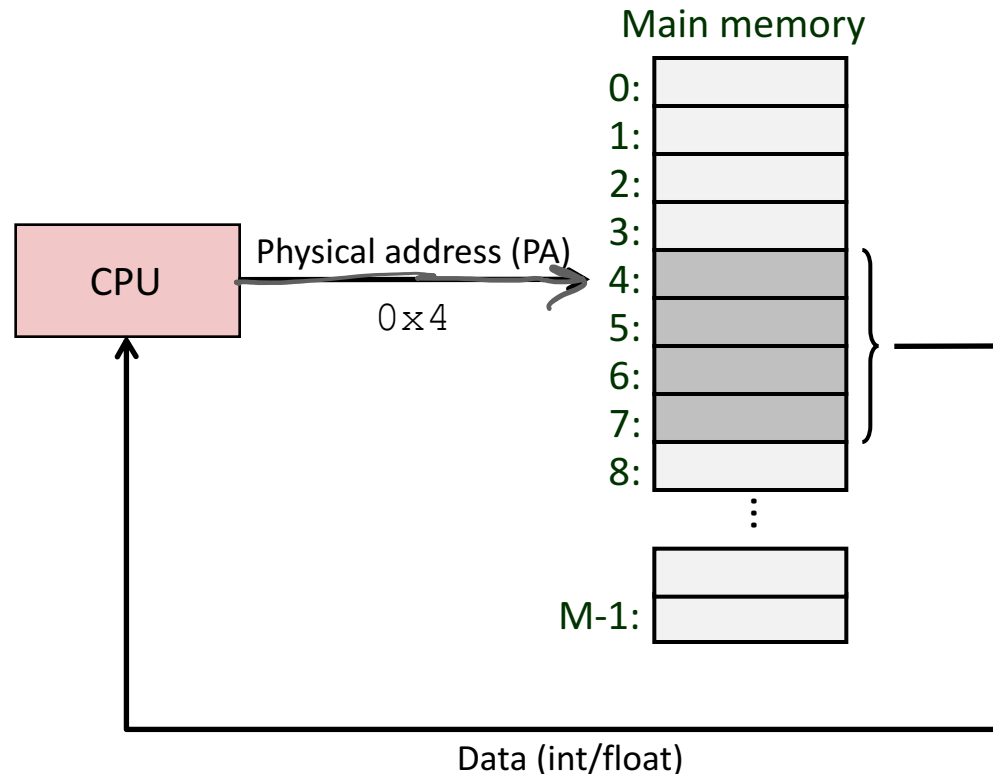 Main memory
0:
1:
2:
3:
CPU
Physical address (PA)
0x4
4:
5:
6:
7:
8:
...
M-1:
Data (int/float)